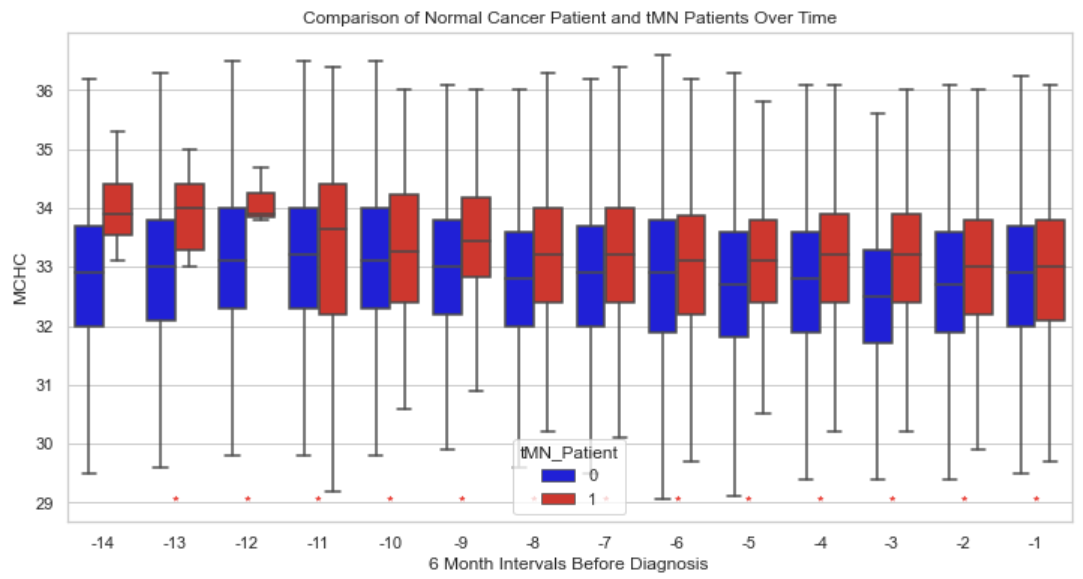 Comparison of Normal Cancer Patient and tMN Patients Over Time
MCHC
36
35
34
33
32
31
30
29
tMN_Patient
0
1
* * * * * * * * * * * * *
-14 -13 -12 -11 -10 -9 -8 -7 -6 -5 -4 -3 -2 -1
6 Month Intervals Before Diagnosis